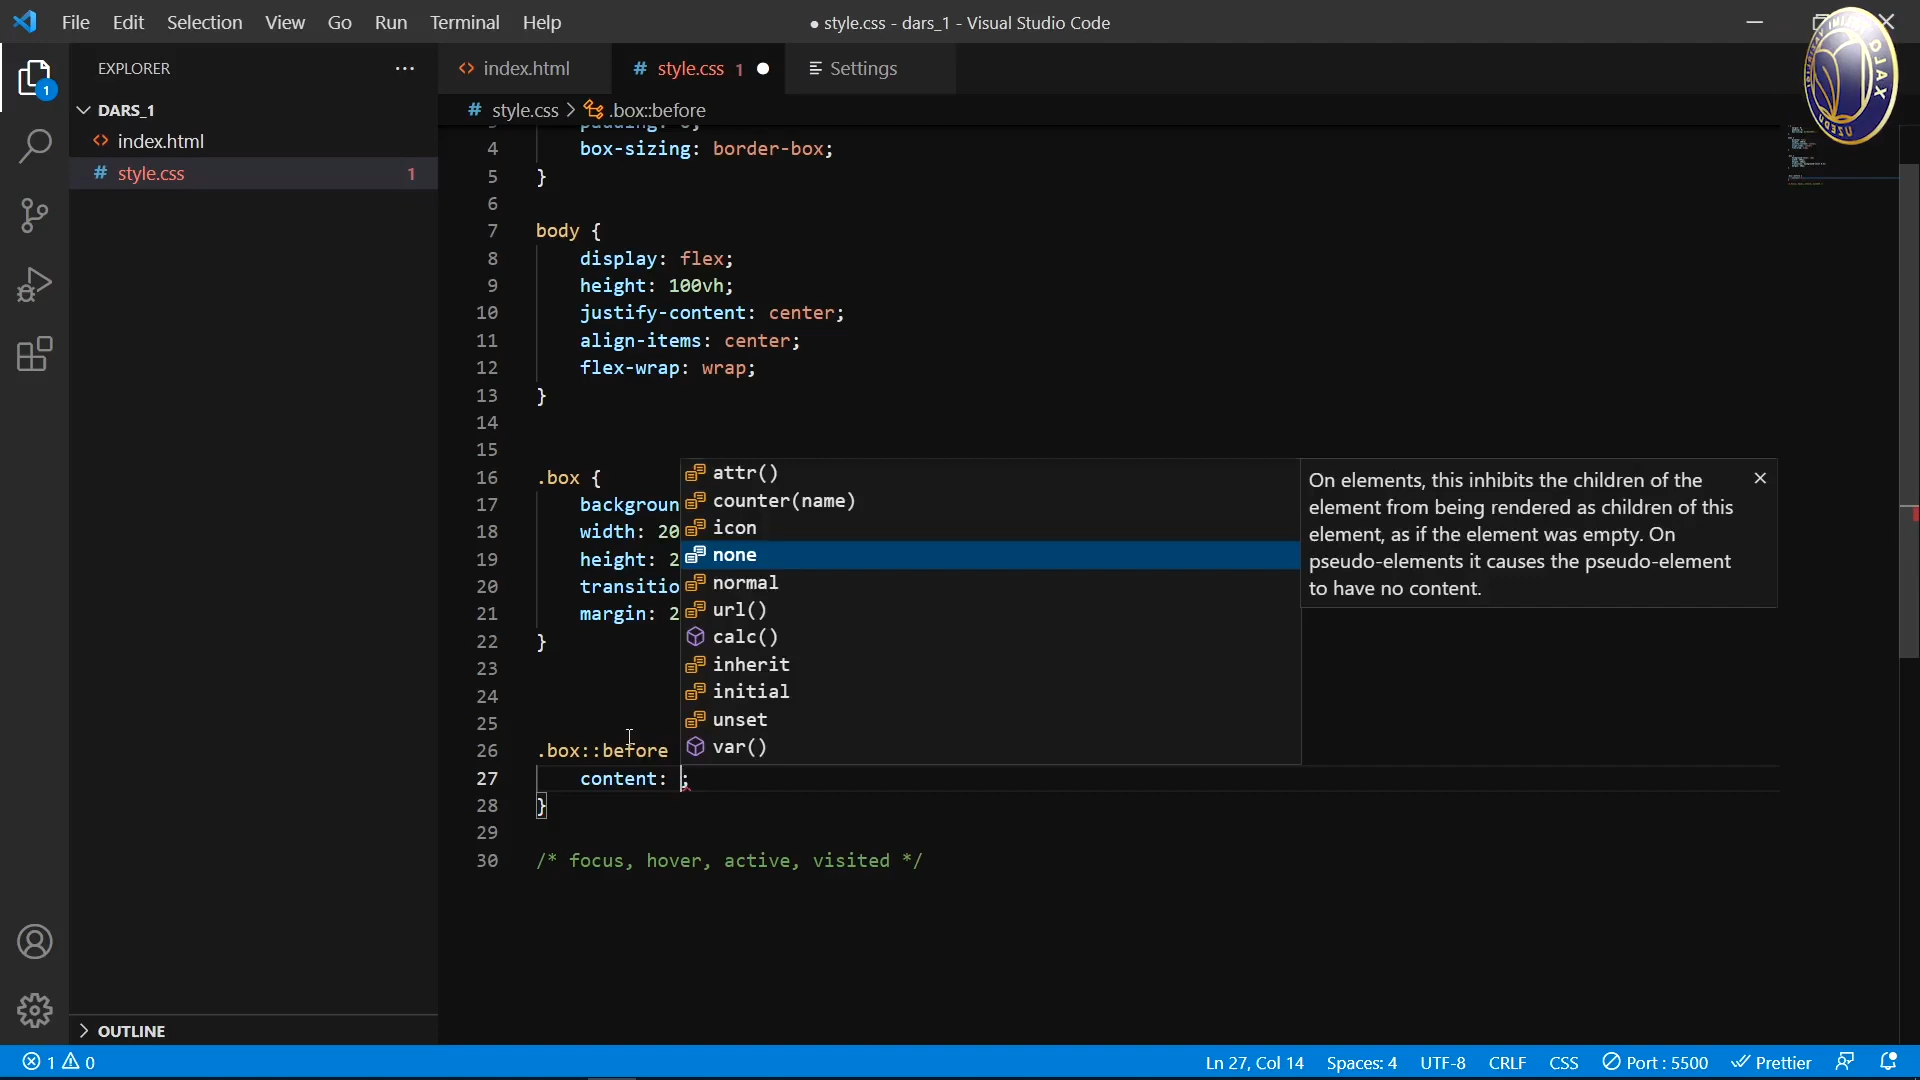 File Edit Selection View Go Run Terminal Help
● style.css - dars_1 - Visual Studio Code
EXPLORER
index.html
# style.css 1
Settings
1
DARS_1
index.html
# style.css 1
# style.css > .box::before
4 box-sizing: border-box;
5 }
6
7 body {
8 display: flex;
9 height: 100vh;
10 justify-content: center;
11 align-items: center;
12 flex-wrap: wrap;
13 }
14
15
16 .box {
17 backgroun
18 width: 20
19 height: 2
20 transitio
21 margin: 2
22 }
23
24
25
26 .box::before
27 content: ;
28 }
29
30 /* focus, hover, active, visited */
attr()
counter(name)
icon
none
normal
url()
calc()
inherit
initial
unset
var()
On elements, this inhibits the children of the
element from being rendered as children of this
element, as if the element was empty. On
pseudo-elements it causes the pseudo-element
to have no content.
OUTLINE
1 0
Ln 27, Col 14 Spaces: 4 UTF-8 CRLF CSS Port : 5500 Prettier